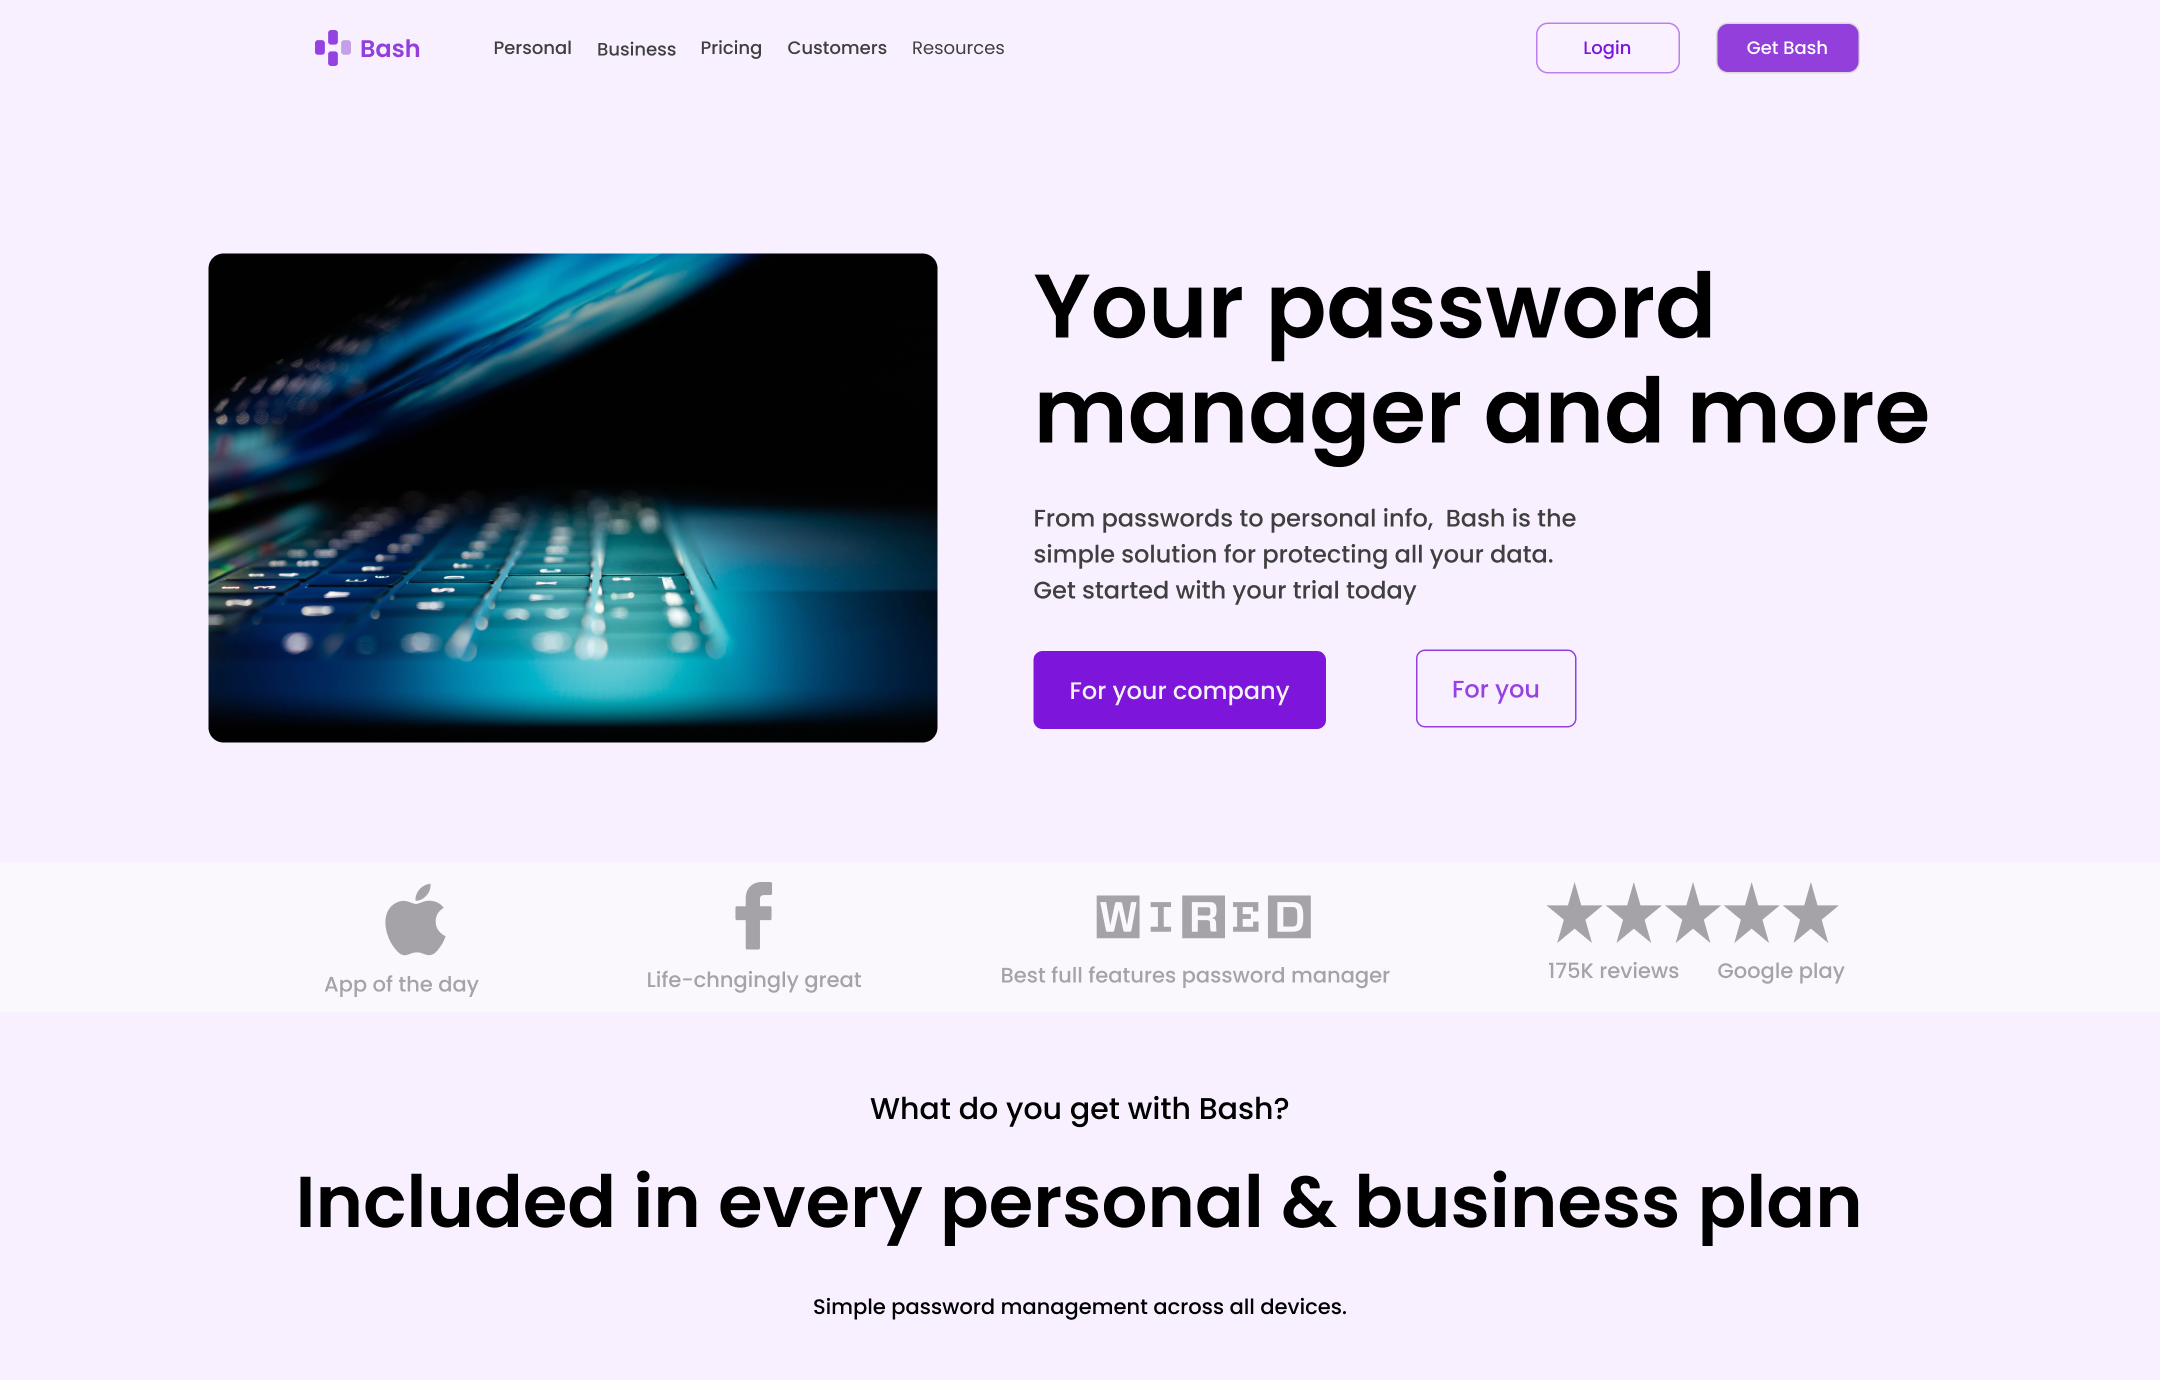 Bash
Personal Business Pricing Customers Resources
Login
Get Bash
Your password
manager and more
From passwords to personal info,  Bash is the
simple solution for protecting all your data.
Get started with your trial today
For your company
For you
App of the day
Life-chngingly great
WIRED
Best full features password manager
175K reviews
Google play
What do you get with Bash?
Included in every personal & business plan
Simple password management across all devices.